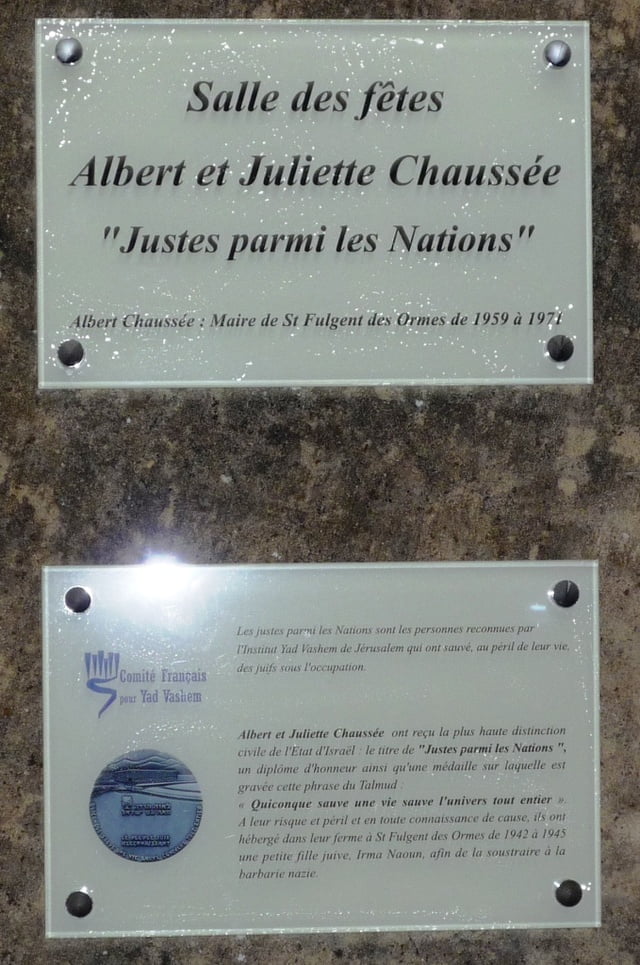 Salle des fêtes
Albert et Juliette Chaussée
"Justes parmi les Nations"
Albert Chaussée : Maire de St Fulgent des Ormes de 1959 à 1971
Les justes parmi les Nations sont les personnes reconnues par
l'Institut Yad Vashem de Jérusalem qui ont sauvé, au péril de leur vie,
des juifs sous l'occupation.
Comité Français
pour Yad Vashem
Albert et Juliette Chaussée ont reçu la plus haute distinction
civile de l'Etat d'Israël : le titre de "Justes parmi les Nations ",
un diplôme d'honneur ainsi qu'une médaille sur laquelle est
gravée cette phrase du Talmud :
« Quiconque sauve une vie sauve l'univers tout entier ».
A leur risque et péril et en toute connaissance de cause, ils ont
hébergé dans leur ferme à St Fulgent des Ormes de 1942 à 1945
une petite fille juive, Irma Naoun, afin de la soustraire à la
barbarie nazie.
LE PEUPLE JUIF
RECONNAISSANT